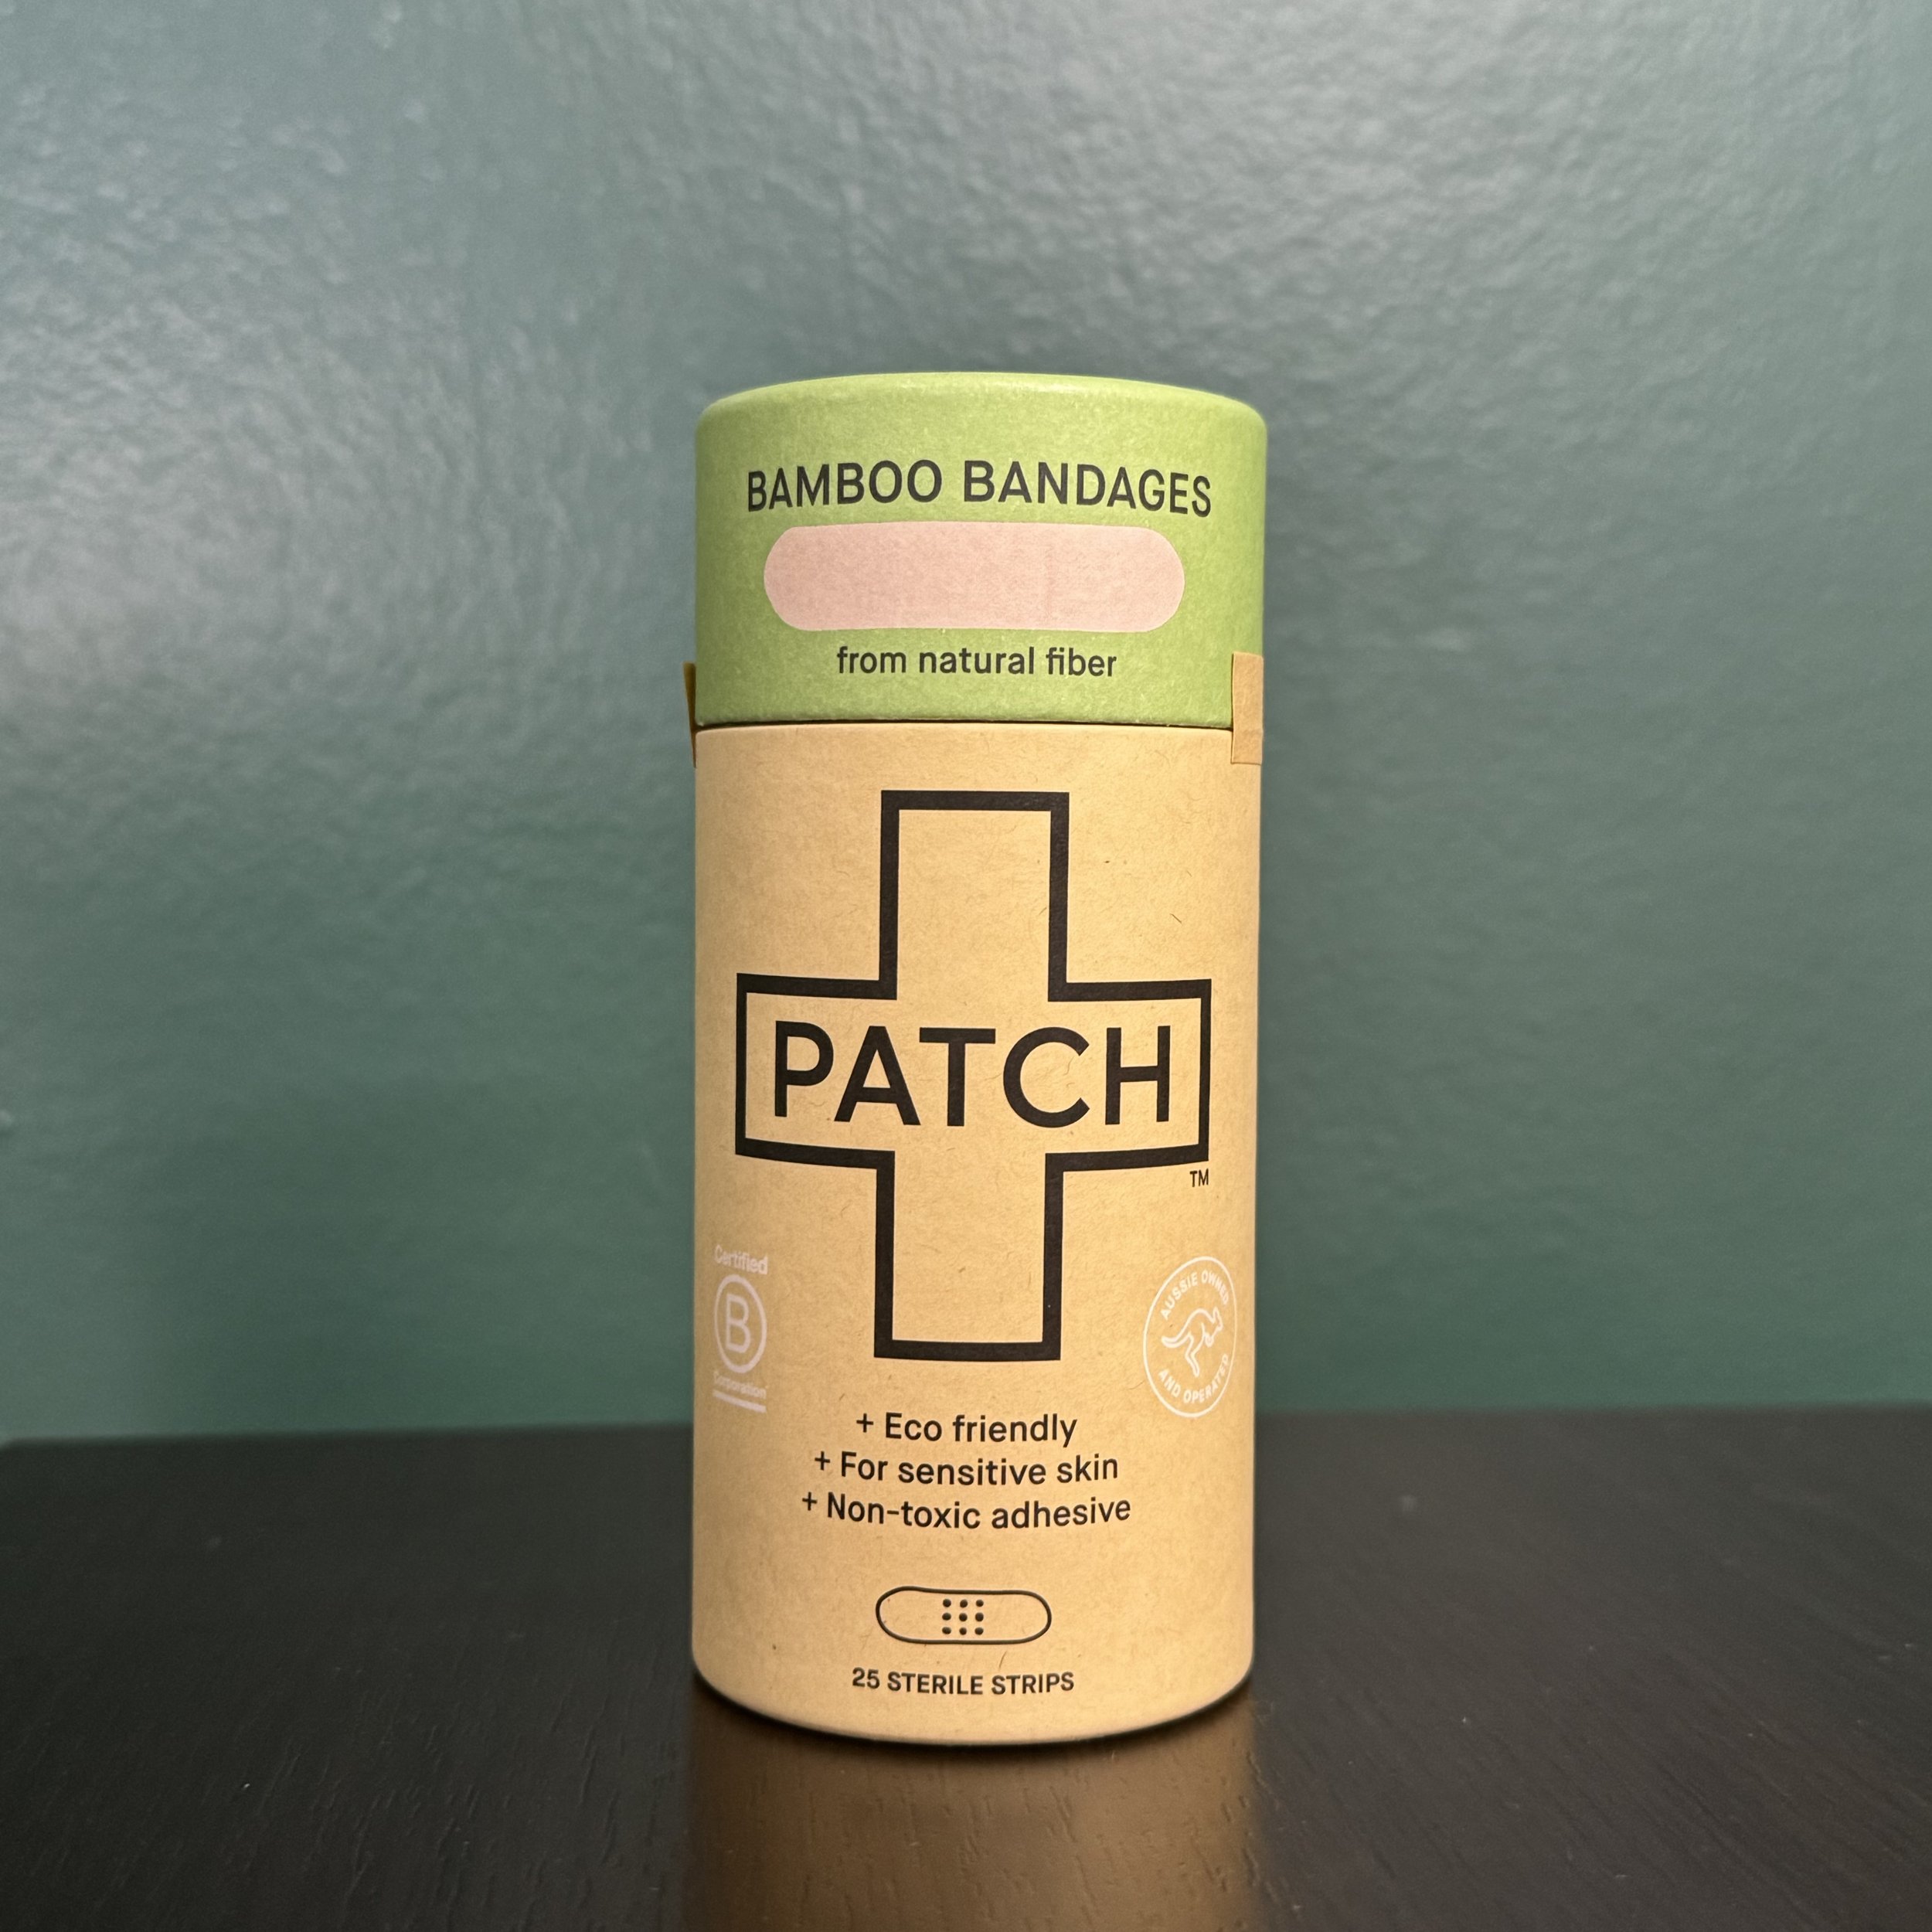 BAMBOO BANDAGES
from natural fiber
PATCH
TM
Certified
B
Corporation
AUSSIE OWNED
AND OPERATED
+ Eco friendly
+ For sensitive skin
+ Non-toxic adhesive
25 STERILE STRIPS